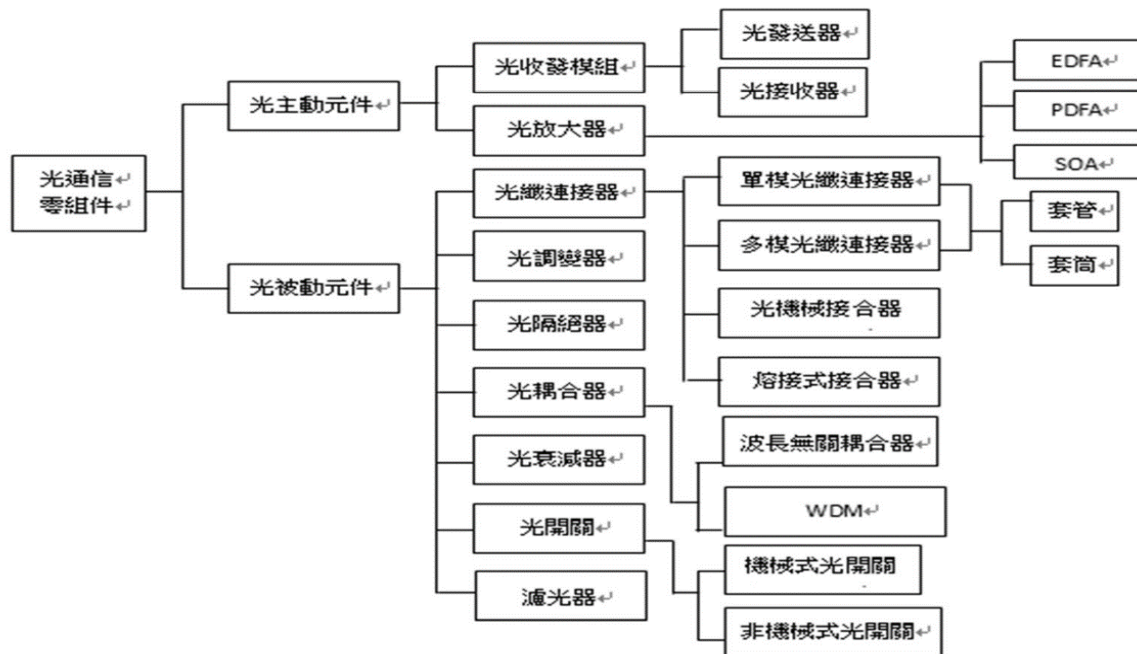 光通信
零組件
光主動元件
光被動元件
光收發模組
光放大器
光纖連接器
光調變器
光隔絕器
光耦合器
光衰減器
光開關
濾光器
光發送器
光接收器
單模光纖連接器
多模光纖連接器
光機械接合器
熔接式接合器
波長無關耦合器
WDM
機械式光開關
非機械式光開關
EDFA
PDFA
SOA
套管
套筒